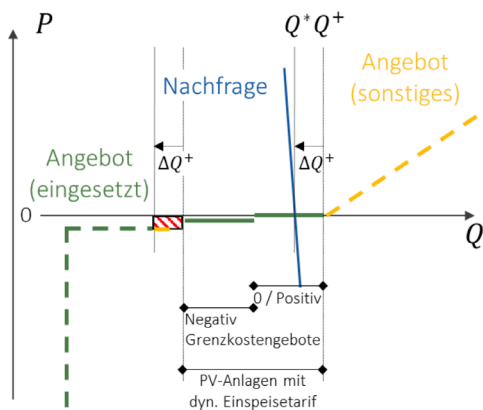 P
Q* Q⁺
Nachfrage
Angebot
(sonstiges)
Angebot
(eingesetzt)
ΔQ⁺
ΔQ⁺
0
Q
0 / Positiv
Negativ
Grenzkostengebote
PV-Anlagen mit
dyn. Einspeisetarif